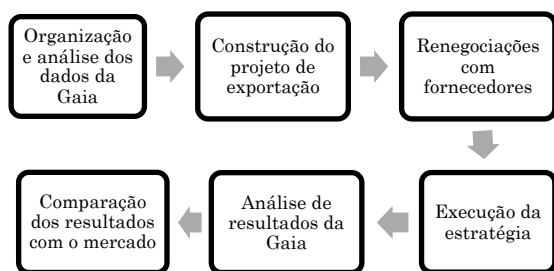 Organização
e análise dos
dados da
Gaia
Construção do
projeto de
exportação
Renegociações
com
fornecedores
Execução da
estratégia
Análise de
resultados da
Gaia
Comparação
dos resultados
com o mercado